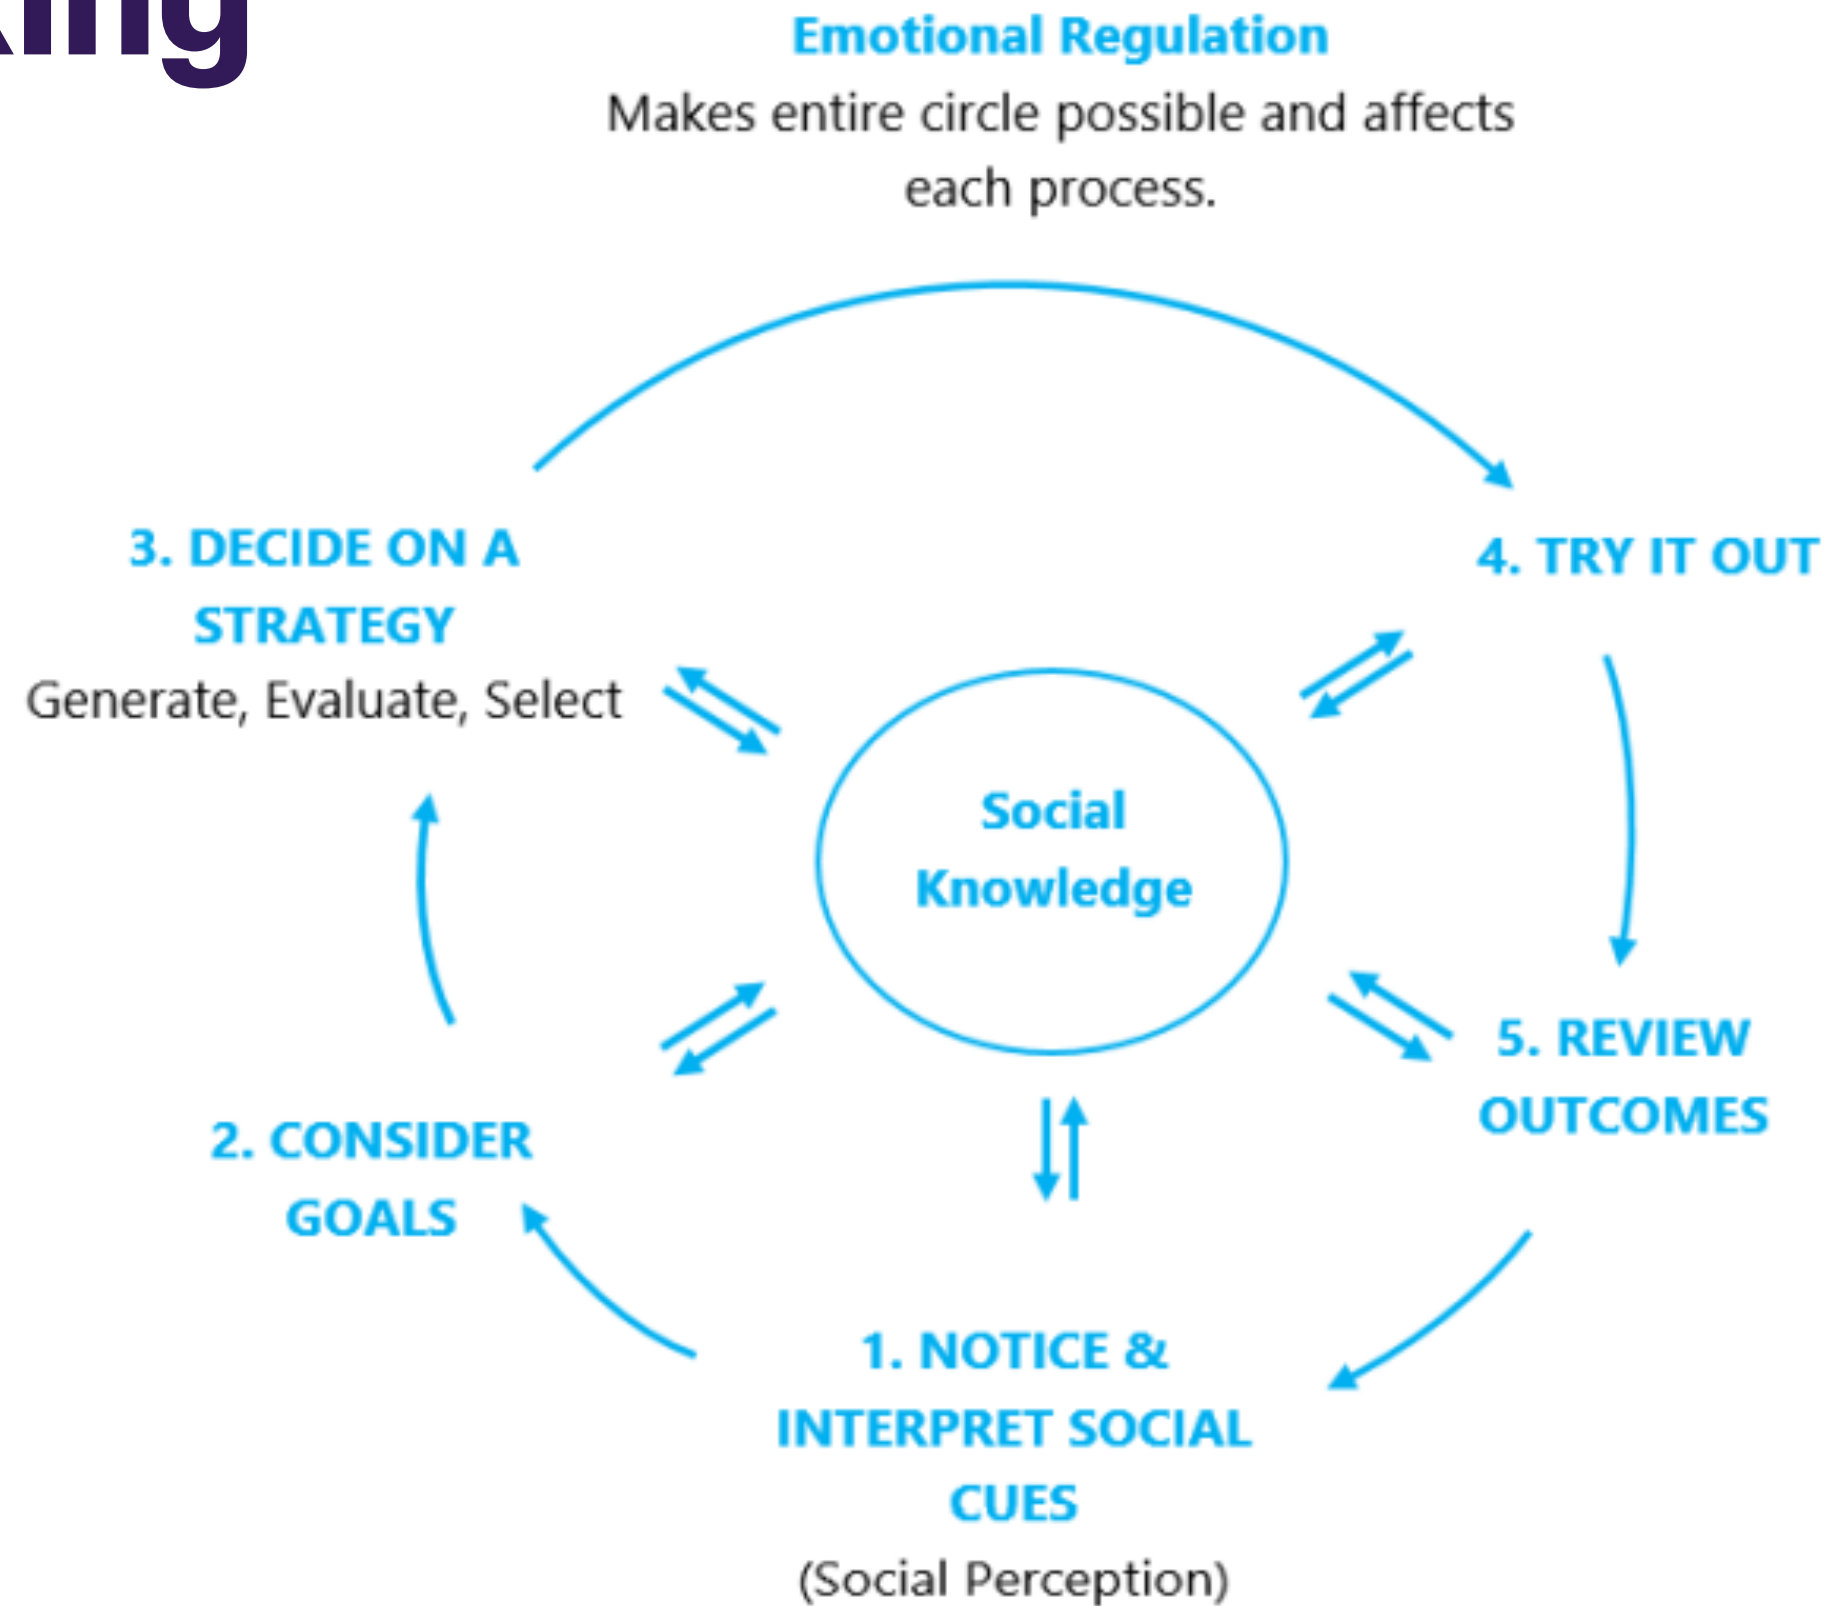 Emotional Regulation
Makes entire circle possible and affects
each process.
3. DECIDE ON A
STRATEGY
Generate, Evaluate, Select
4. TRY IT OUT
Social
Knowledge
5. REVIEW
OUTCOMES
2. CONSIDER
GOALS
1. NOTICE &
INTERPRET SOCIAL
CUES
(Social Perception)